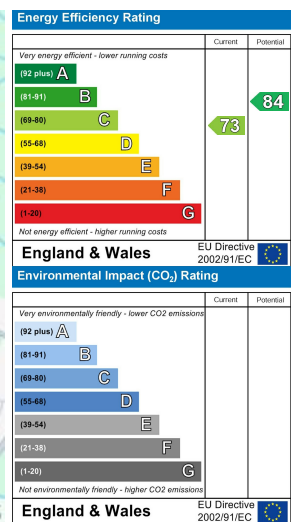 Energy Efficiency Rating
Current Potential
Very energy efficient - lower running costs
(92 plus) A
(81-91) B
84
(69-80) C
73
(55-68) D
(39-54) E
(21-38) F
(1-20) G
Not energy efficient - higher running costs
England & Wales EU Directive
2002/91/EC
Environmental Impact (CO₂) Rating
Current Potential
Very environmentally friendly - lower CO2 emissions
(92 plus) A
(81-91) B
(69-80) C
(55-68) D
(39-54) E
(21-38) F
(1-20) G
Not environmentally friendly - higher CO2 emissions
England & Wales EU Directive
2002/91/EC